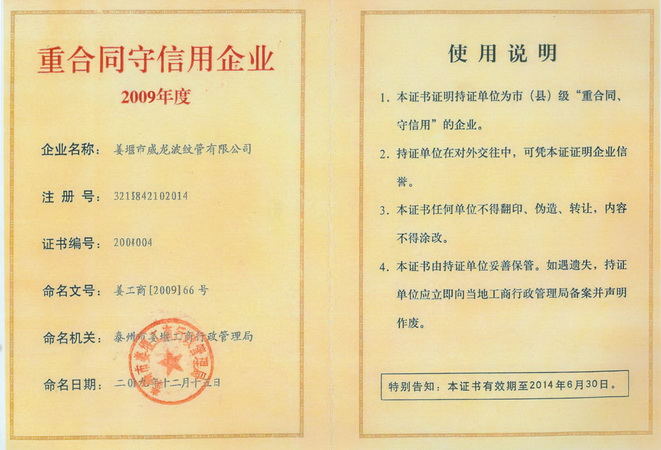 重合同守信用企业
2009年度
企业名称： 姜堰市威龙波纹管有限公司
注册号： 3215842102014
证书编号： 2004004
命名文号： 姜工商[2009]66号
命名机关： 泰州市姜堰工商行政管理局
命名日期： 二〇〇九年十二月十五日
使用说明
1．本证书证明持证单位为市（县）级“重合同、
守信用”的企业。
2．持证单位在对外交往中，可凭本证证明企业信
誉。
3．本证书任何单位不得翻印、伪造、转让，内容
不得涂改。
4．本证书由持证单位妥善保管。如遇遗失，持证
单位应立即向当地工商行政管理局备案并声明
作废。
特别告知：本证书有效期至2014年6月30日。